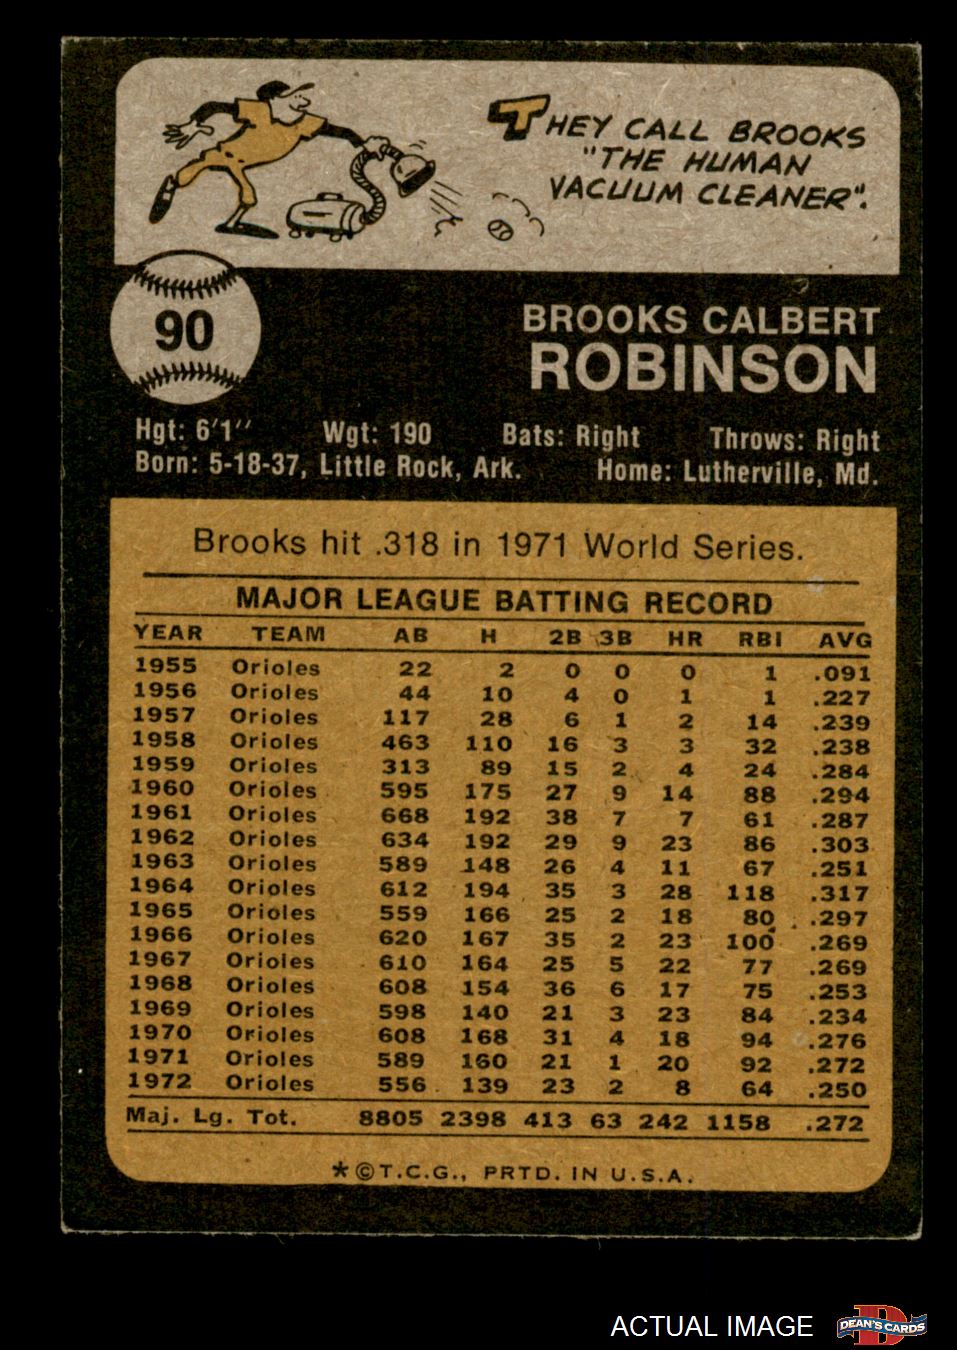 THEY CALL BROOKS
"THE HUMAN
VACUUM CLEANER".
90
BROOKS CALBERT
ROBINSON
Hgt: 6'1" Wgt: 190 Bats: Right Throws: Right
Born: 5-18-37, Little Rock, Ark. Home: Lutherville, Md.
Brooks hit .318 in 1971 World Series.
MAJOR LEAGUE BATTING RECORD
YEAR TEAM AB H 2B 3B HR RBI AVG
1955 Orioles 22 2 0 0 0 1 .091
1956 Orioles 44 10 4 0 1 1 .227
1957 Orioles 117 28 6 1 2 14 .239
1958 Orioles 463 110 16 3 3 32 .238
1959 Orioles 313 89 15 2 4 24 .284
1960 Orioles 595 175 27 9 14 88 .294
1961 Orioles 668 192 38 7 7 61 .287
1962 Orioles 634 192 29 9 23 86 .303
1963 Orioles 589 148 26 4 11 67 .251
1964 Orioles 612 194 35 3 28 118 .317
1965 Orioles 559 166 25 2 18 80 .297
1966 Orioles 620 167 35 2 23 100 .269
1967 Orioles 610 164 25 5 22 77 .269
1968 Orioles 608 154 36 6 17 75 .253
1969 Orioles 598 140 21 3 23 84 .234
1970 Orioles 608 168 31 4 18 94 .276
1971 Orioles 589 160 21 1 20 92 .272
1972 Orioles 556 139 23 2 8 64 .250
Maj. Lg. Tot. 8805 2398 413 63 242 1158 .272
*©T.C.G., PRTD. IN U.S.A.
ACTUAL IMAGE
D
DEAN'S CARDS